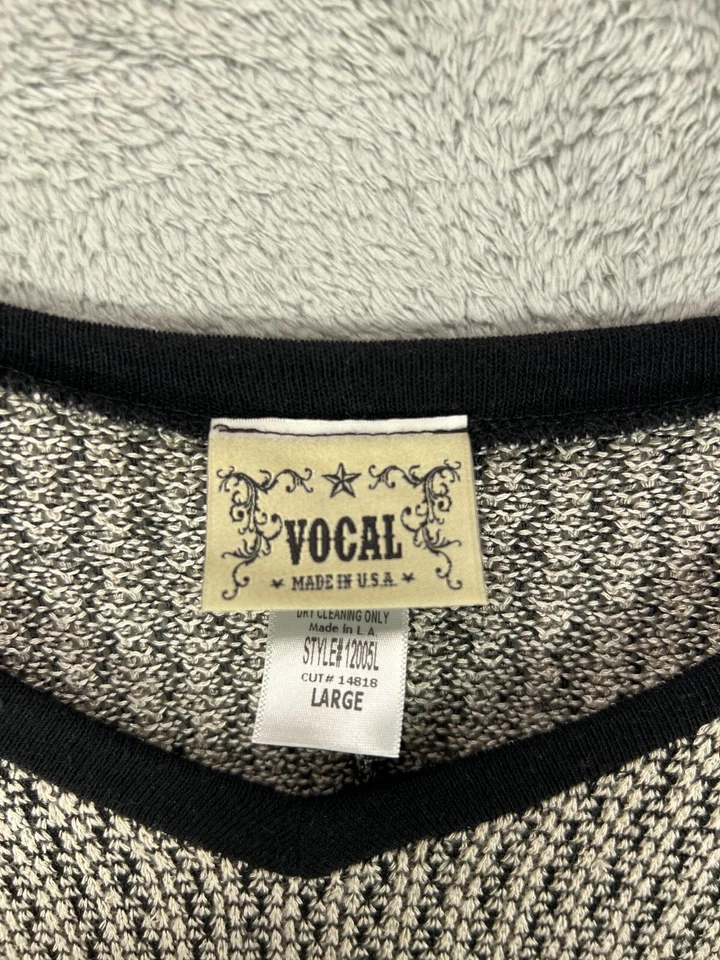 VOCAL
MADE IN U.S.A.
DRY CLEANING ONLY
Made in L.A
STYLE# 12005L
CUT# 14818
LARGE